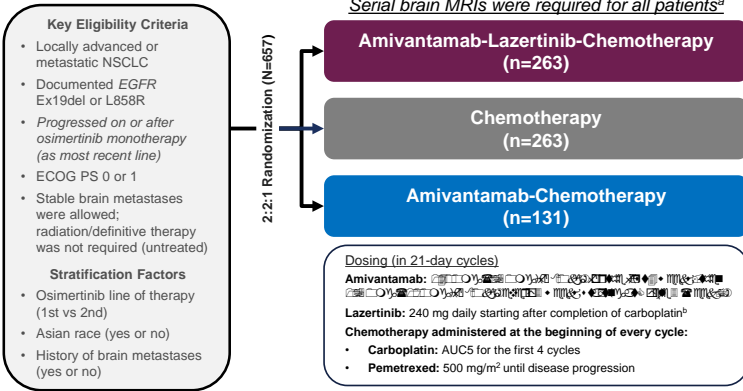 Serial brain MRIs were required for all patientsᵃ
Key Eligibility Criteria
• Locally advanced or
metastatic NSCLC
• Documented EGFR
Ex19del or L858R
• Progressed on or after
osimertinib monotherapy
(as most recent line)
• ECOG PS 0 or 1
• Stable brain metastases
were allowed;
radiation/definitive therapy
was not required (untreated)
Stratification Factors
• Osimertinib line of therapy
(1st vs 2nd)
• Asian race (yes or no)
• History of brain metastases
(yes or no)
2:2:1 Randomization (N=657)
Amivantamab-Lazertinib-Chemotherapy
(n=263)
Chemotherapy
(n=263)
Amivantamab-Chemotherapy
(n=131)
Dosing (in 21-day cycles)
Amivantamab:
Lazertinib: 240 mg daily starting after completion of carboplatinᵇ
Chemotherapy administered at the beginning of every cycle:
• Carboplatin: AUC5 for the first 4 cycles
• Pemetrexed: 500 mg/m² until disease progression